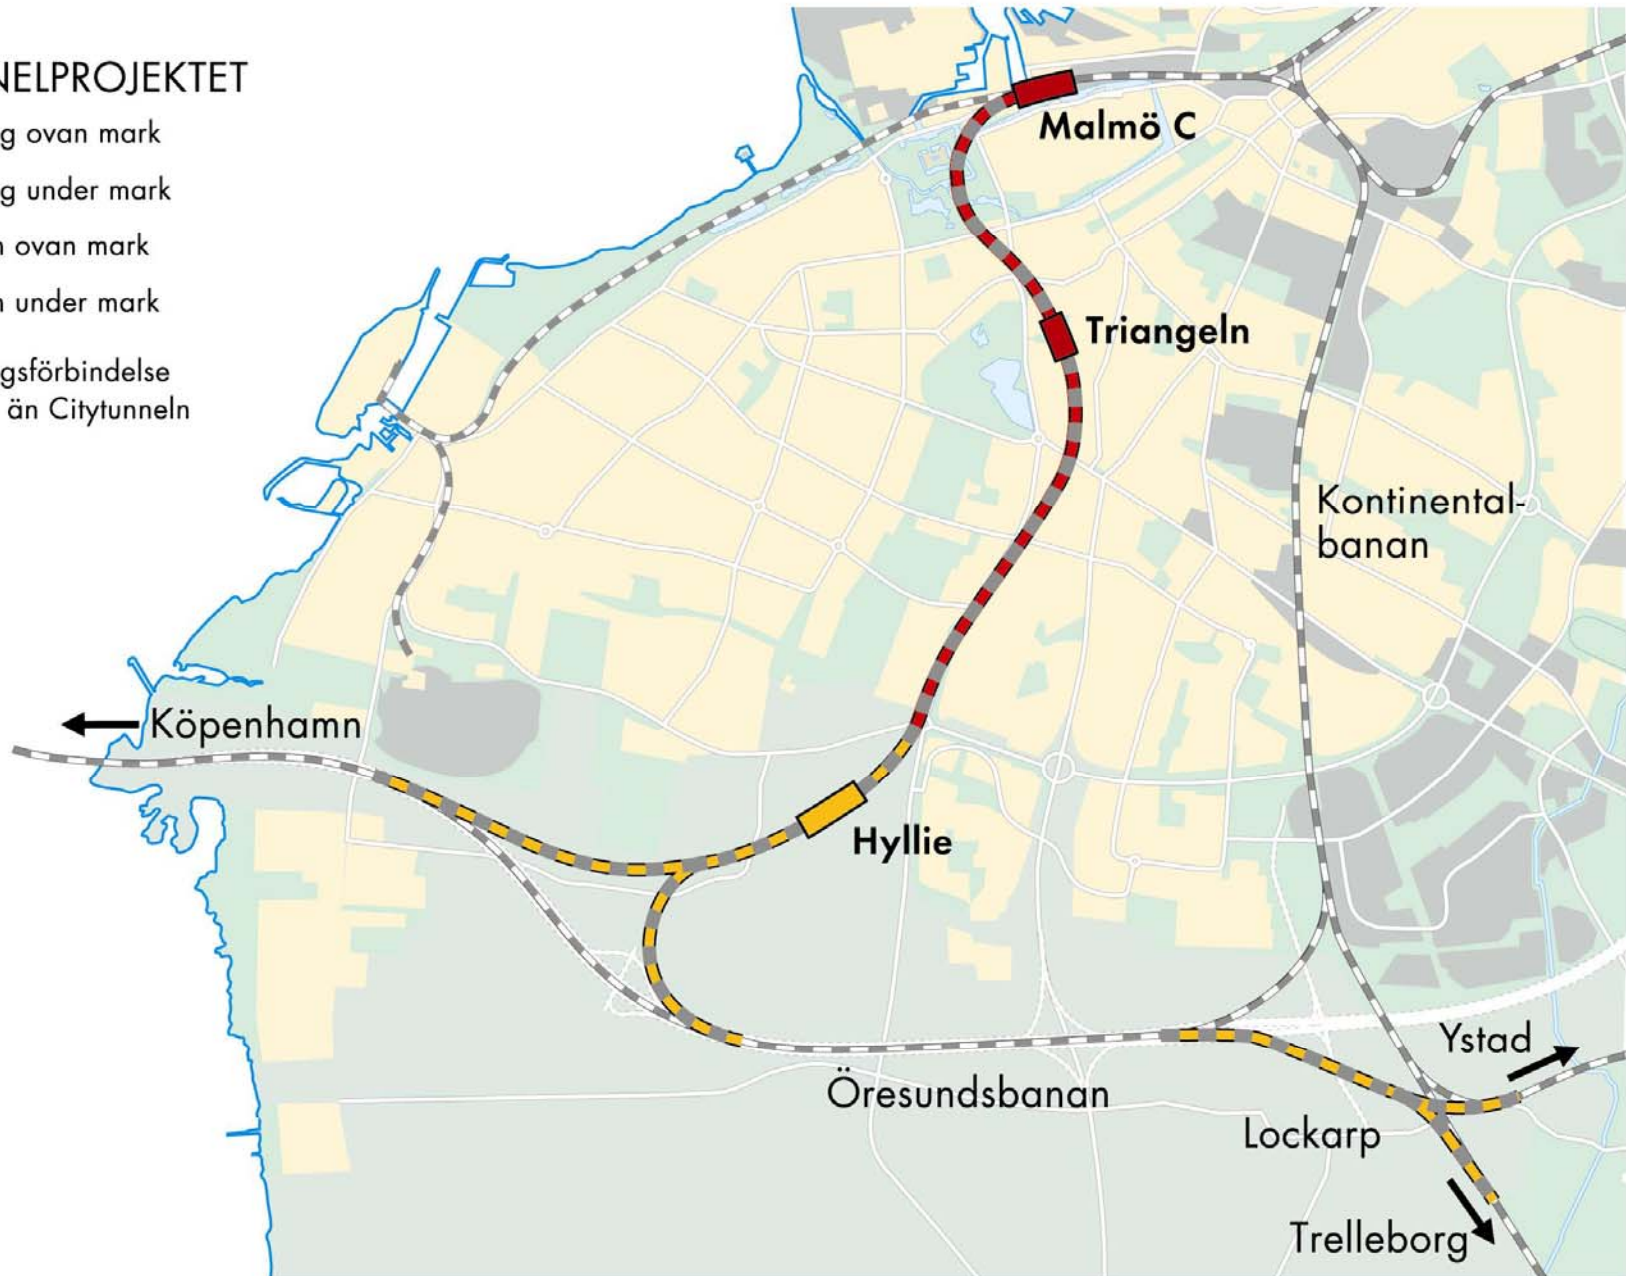 NELPROJEKTET
g ovan mark
g under mark
n ovan mark
n under mark
gsförbindelse
än Citytunneln
Malmö C
Triangeln
Kontinental-
banan
Köpenhamn
Hyllie
Ystad
Öresundsbanan
Lockarp
Trelleborg